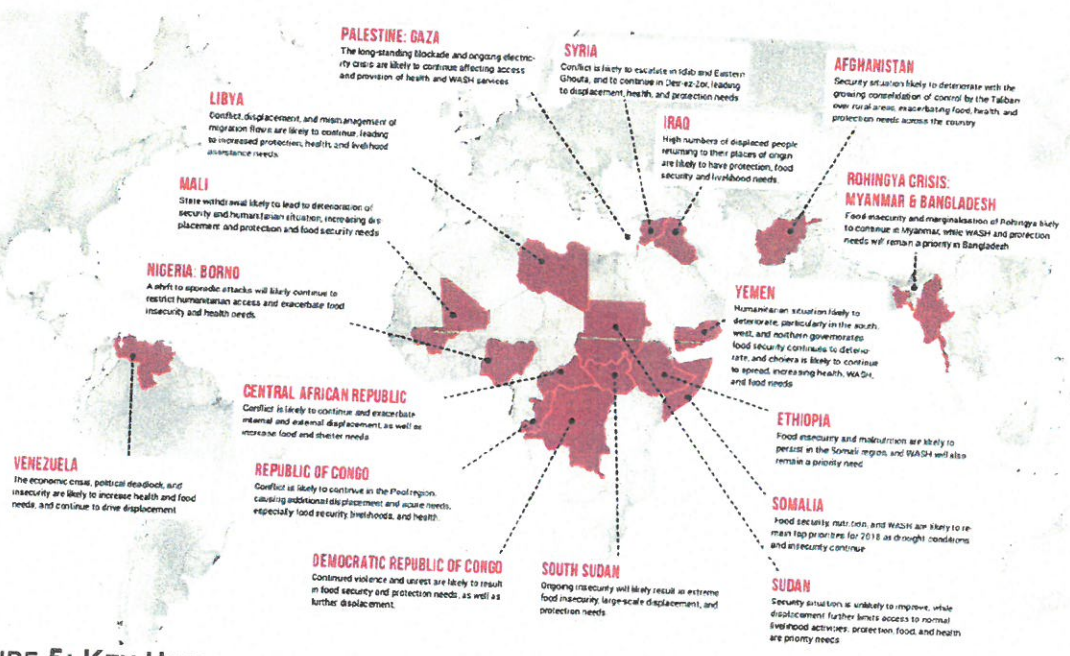 PALESTINE: GAZA
The long-standing blockade and ongoing electric-
ity crisis are likely to continue affecting access
and provision of health and WASH services
SYRIA
Conflict is likely to escalate in Idlib and Eastern
Ghouta, and to continue in Deir-ez-Zor, leading
to displacement, health, and protection needs
AFGHANISTAN
Security situation likely to deteriorate with the
growing consolidation of control by the Taliban
over rural areas, exacerbating food, health, and
protection needs across the country
LIBYA
Conflict, displacement, and mismanagement of
migration flows are likely to continue, leading
to increased protection, health, and livelihood
assistance needs
IRAQ
High numbers of displaced people
returning to their places of origin
are likely to have protection, food
security and livelihood needs.
MALI
State withdrawal likely to lead to deterioration of
security and humanitarian situation, increasing dis
placement and protection and food security needs
ROHINGYA CRISIS:
MYANMAR & BANGLADESH
Food insecurity and marginalisation of Rohingya likely
to continue in Myanmar, while WASH and protection
needs will remain a priority in Bangladesh
NIGERIA: BORNO
A shift to sporadic attacks will likely continue to
restrict humanitarian access and exacerbate food
insecurity and health needs.
YEMEN
Humanitarian situation likely to
deteriorate, particularly in the south,
west, and northern governorates
food security continues to deterio-
rate, and cholera is likely to continue
to spread, increasing health, WASH,
and food needs
CENTRAL AFRICAN REPUBLIC
Conflict is likely to continue and exacerbate
internal and external displacement, as well as
increase food and shelter needs
ETHIOPIA
Food insecurity and malnutrition are likely to
persist in the Somali region, and WASH will also
remain a priority need
VENEZUELA
The economic crisis, political deadlock, and
insecurity are likely to increase health and food
needs, and continue to drive displacement
REPUBLIC OF CONGO
Conflict is likely to continue in the Pool region,
causing additional displacement and acute needs,
especially food security, livelihoods, and health.
SOMALIA
Food security, nutrition, and WASH are likely to re-
main top priorities for 2018 as drought conditions
and insecurity continue
DEMOCRATIC REPUBLIC OF CONGO
Continued violence and unrest are likely to result
in food security and protection needs, as well as
further displacement.
SOUTH SUDAN
Ongoing insecurity will likely result in extreme
food insecurity, large-scale displacement, and
protection needs
SUDAN
Security situation is unlikely to improve, while
displacement further limits access to normal
livelihood activities; protection, food, and health
are priority needs
5: KEY